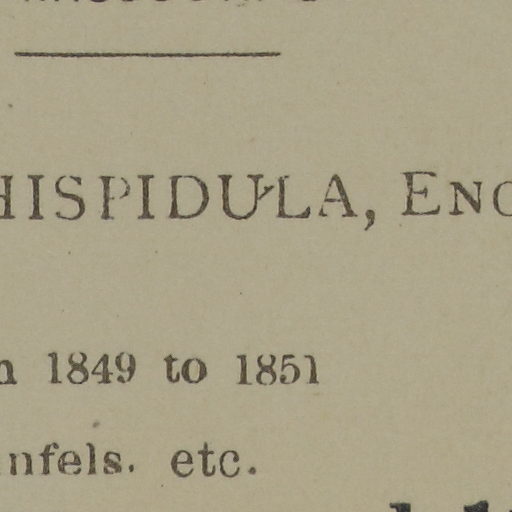 HISPIDULA, ENG
1849 to 1851
nfels. etc.